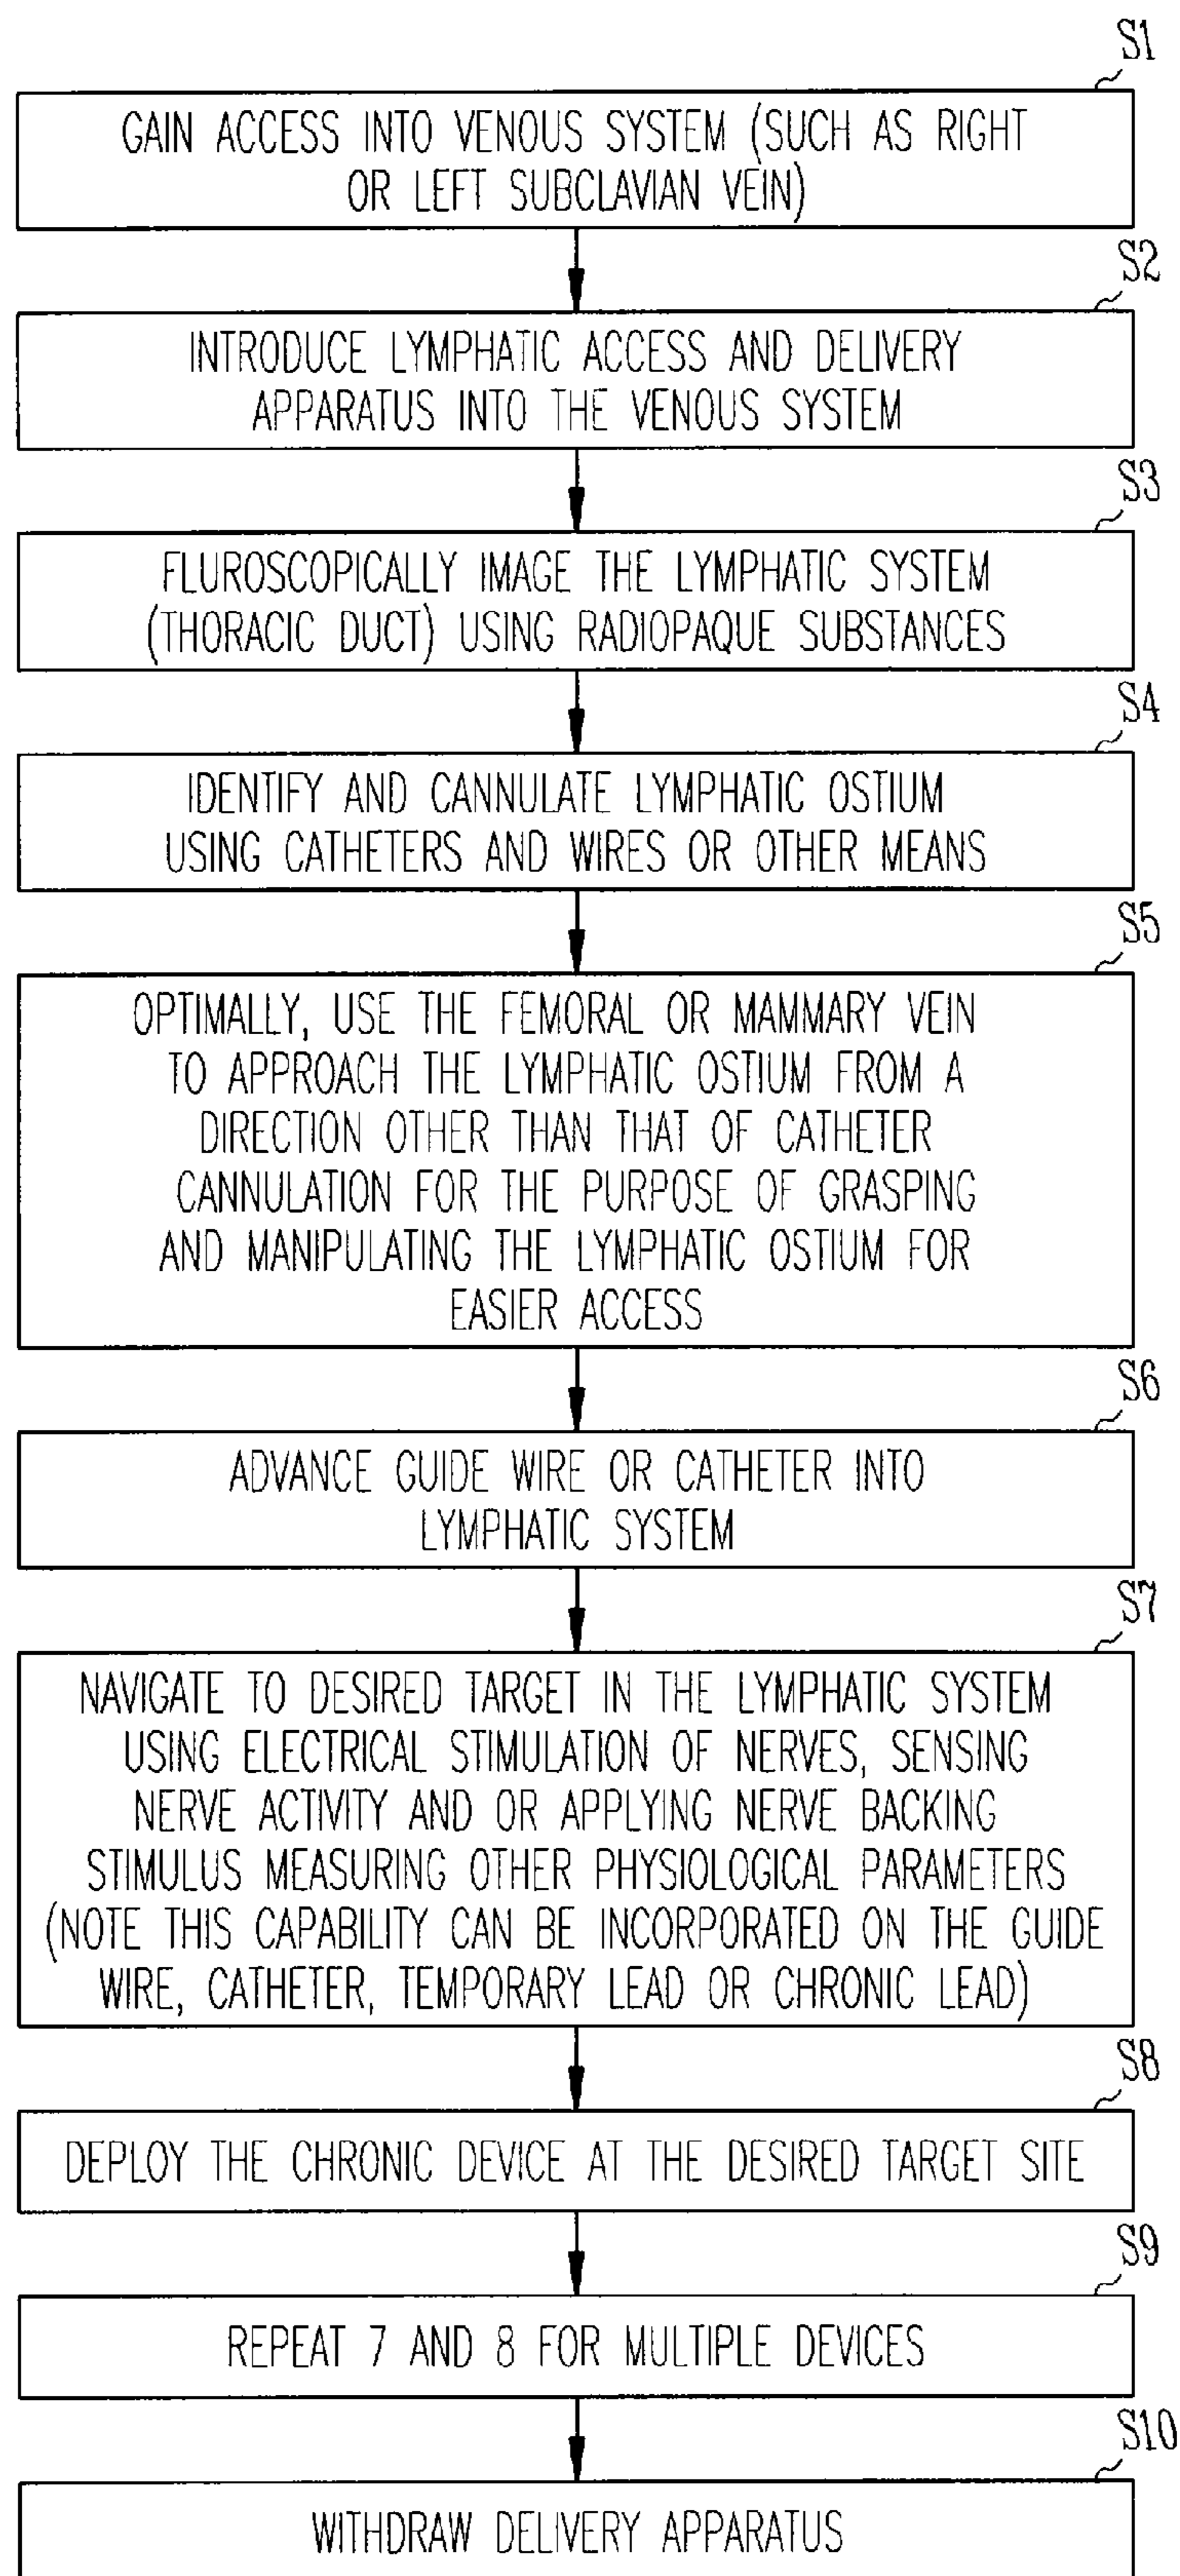 S1
GAIN ACCESS INTO VENOUS SYSTEM (SUCH AS RIGHT
OR LEFT SUBCLAVIAN VEIN)
S2
INTRODUCE LYMPHATIC ACCESS AND DELIVERY
APPARATUS INTO THE VENOUS SYSTEM
S3
FLUROSCOPICALLY IMAGE THE LYMPHATIC SYSTEM
(THORACIC DUCT) USING RADIOPAQUE SUBSTANCES
S4
IDENTIFY AND CANNULATE LYMPHATIC OSTIUM
USING CATHETERS AND WIRES OR OTHER MEANS
S5
OPTIMALLY, USE THE FEMORAL OR MAMMARY VEIN
TO APPROACH THE LYMPHATIC OSTIUM FROM A
DIRECTION OTHER THAN THAT OF CATHETER
CANNULATION FOR THE PURPOSE OF GRASPING
AND MANIPULATING THE LYMPHATIC OSTIUM FOR
EASIER ACCESS
S6
ADVANCE GUIDE WIRE OR CATHETER INTO
LYMPHATIC SYSTEM
S7
NAVIGATE TO DESIRED TARGET IN THE LYMPHATIC SYSTEM
USING ELECTRICAL STIMULATION OF NERVES, SENSING
NERVE ACTIVITY AND OR APPLYING NERVE BACKING
STIMULUS MEASURING OTHER PHYSIOLOGICAL PARAMETERS
(NOTE THIS CAPABILITY CAN BE INCORPORATED ON THE GUIDE
WIRE, CATHETER, TEMPORARY LEAD OR CHRONIC LEAD)
S8
DEPLOY THE CHRONIC DEVICE AT THE DESIRED TARGET SITE
S9
REPEAT 7 AND 8 FOR MULTIPLE DEVICES
S10
WITHDRAW DELIVERY APPARATUS